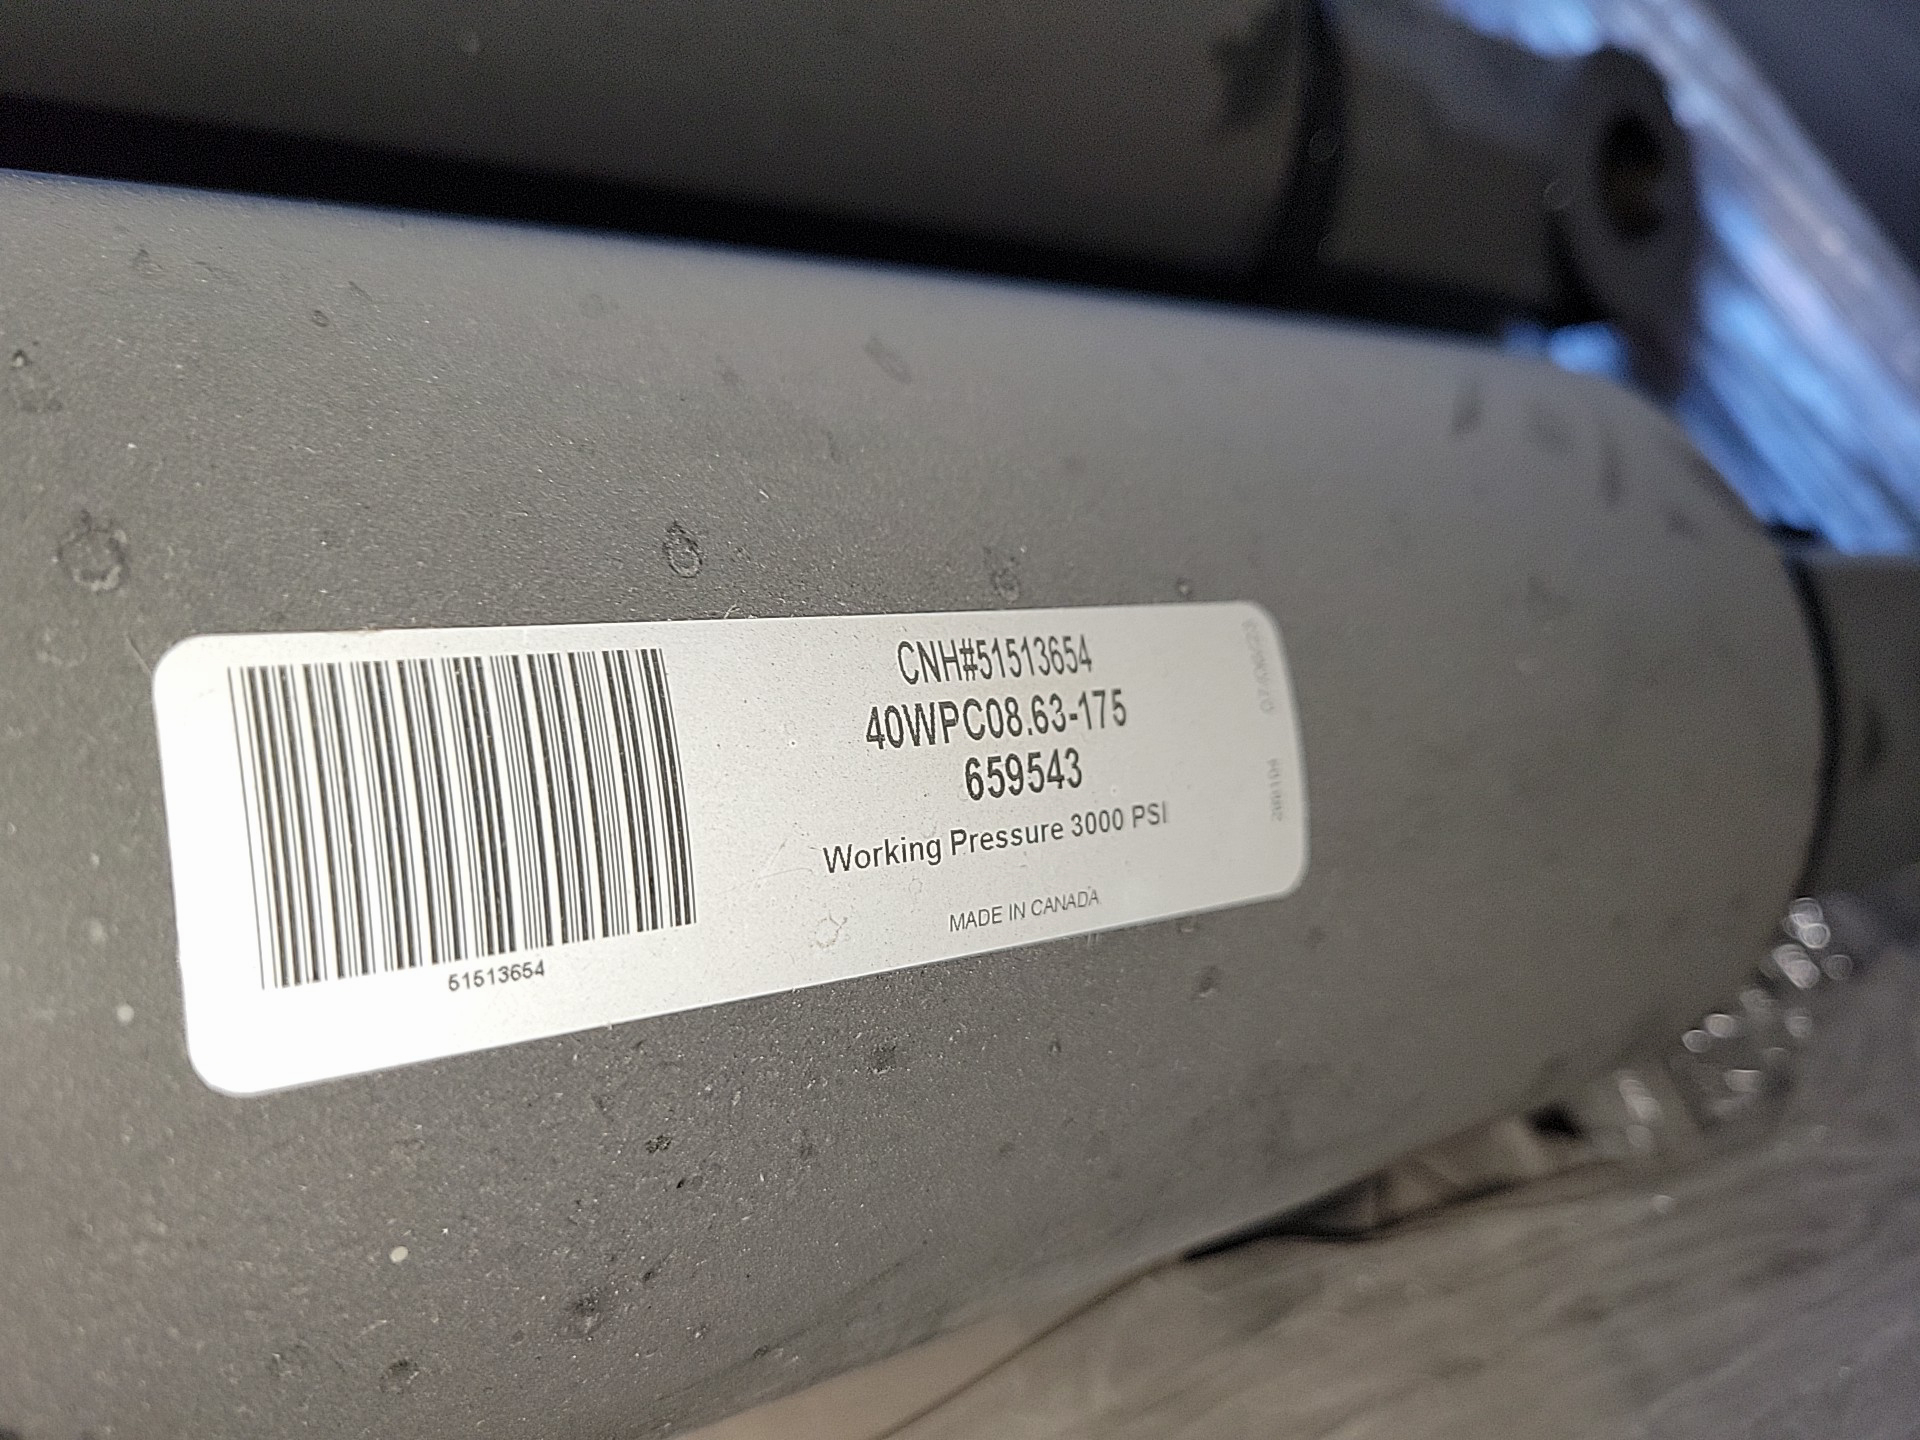 CNH#51513654
40WPC08.63-175
659543
Working Pressure 3000 PSI
MADE IN CANADA
51513654